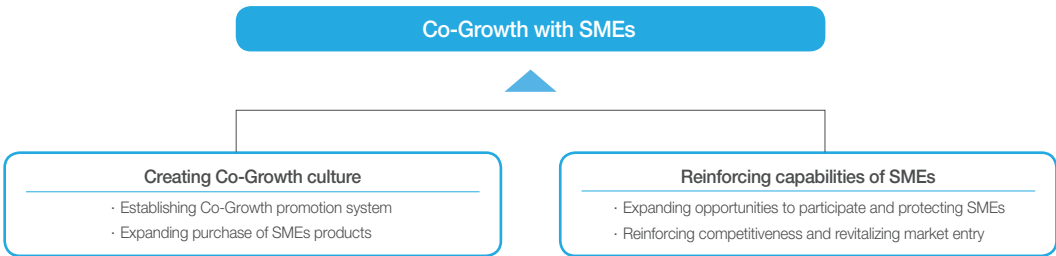 Co-Growth with SMEs
Creating Co-Growth culture
· Establishing Co-Growth promotion system
· Expanding purchase of SMEs products
Reinforcing capabilities of SMEs
· Expanding opportunities to participate and protecting SMEs
· Reinforcing competitiveness and revitalizing market entry